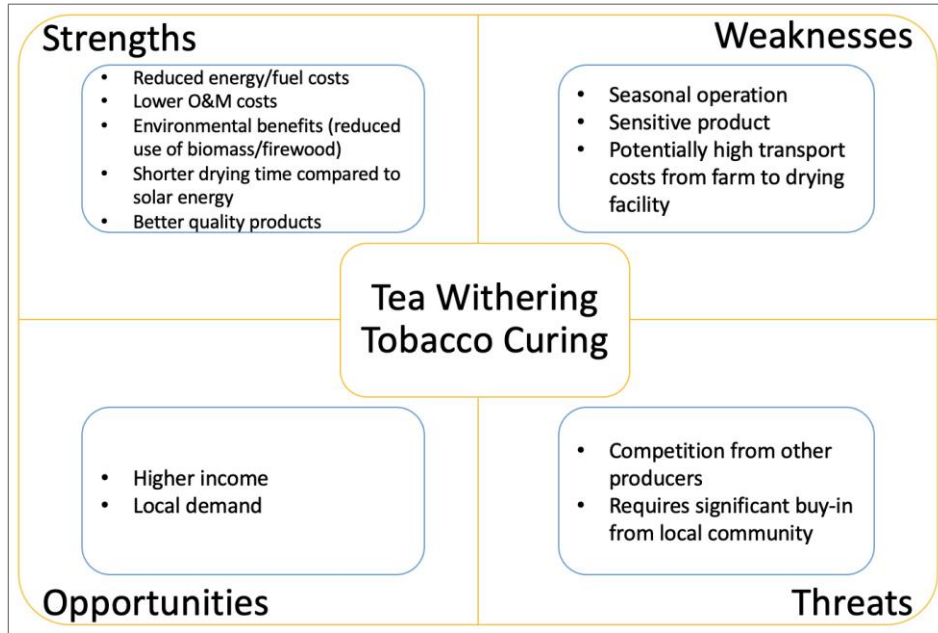 Strengths
• Reduced energy/fuel costs
• Lower O&M costs
• Environmental benefits (reduced
use of biomass/firewood)
• Shorter drying time compared to
solar energy
• Better quality products
Weaknesses
• Seasonal operation
• Sensitive product
• Potentially high transport
costs from farm to drying
facility
Tea Withering
Tobacco Curing
• Higher income
• Local demand
Opportunities
• Competition from other
producers
• Requires significant buy-in
from local community
Threats